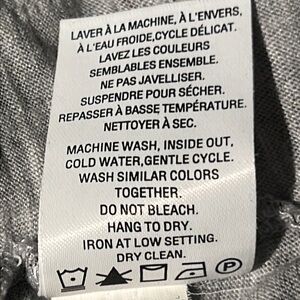 LAVER À LA MACHINE, À L'ENVERS,
À L'EAU FROIDE,CYCLE DÉLICAT.
LAVEZ LES COULEURS
SEMBLABLES ENSEMBLE.
NE PAS JAVELLISER.
SUSPENDRE POUR SÉCHER.
REPASSER À BASSE TEMPÉRATURE.
NETTOYER À SEC.
MACHINE WASH, INSIDE OUT,
COLD WATER,GENTLE CYCLE.
WASH SIMILAR COLORS
TOGETHER.
DO NOT BLEACH.
HANG TO DRY.
IRON AT LOW SETTING.
DRY CLEAN.
P